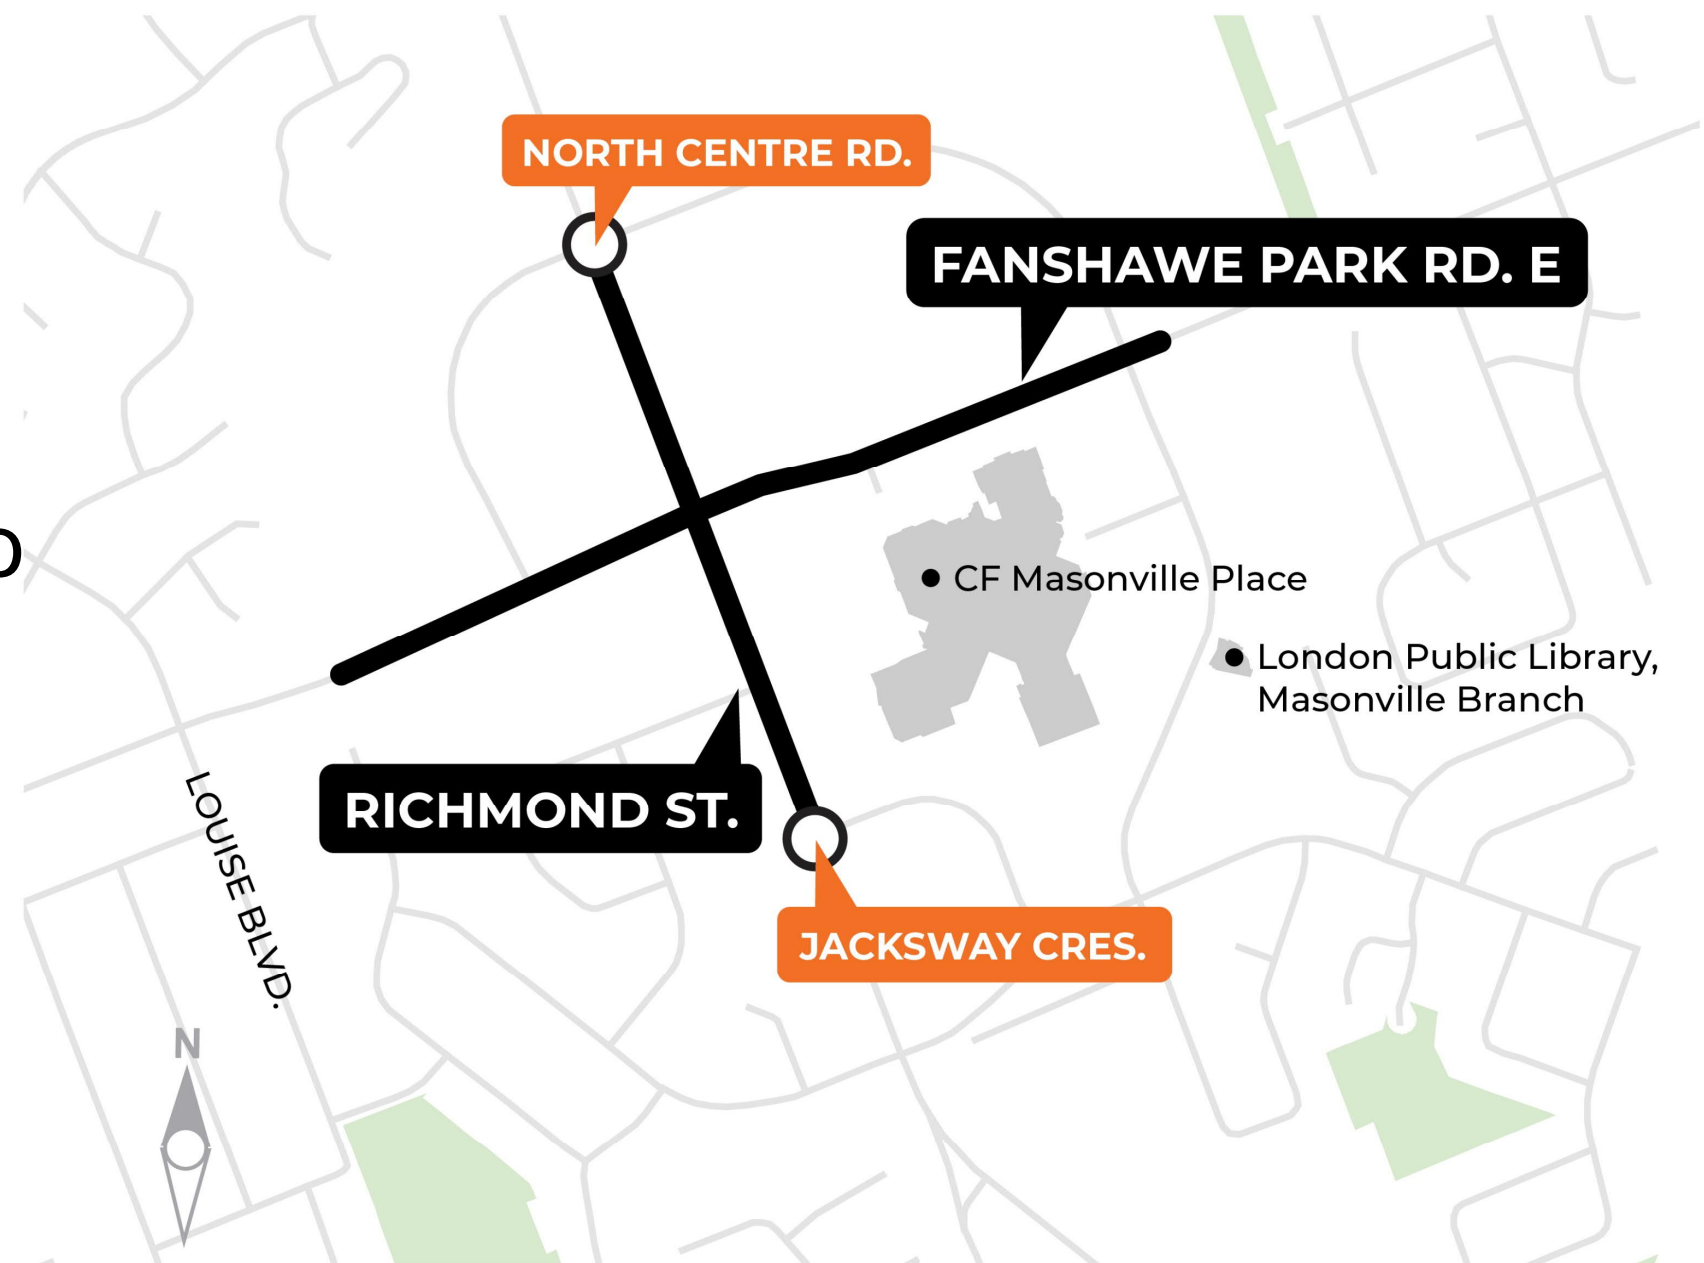 NORTH CENTRE RD.
FANSHAWE PARK RD. E
CF Masonville Place
London Public Library,
Masonville Branch
RICHMOND ST.
LOUISE BLVD.
JACKSWAY CRES.
N